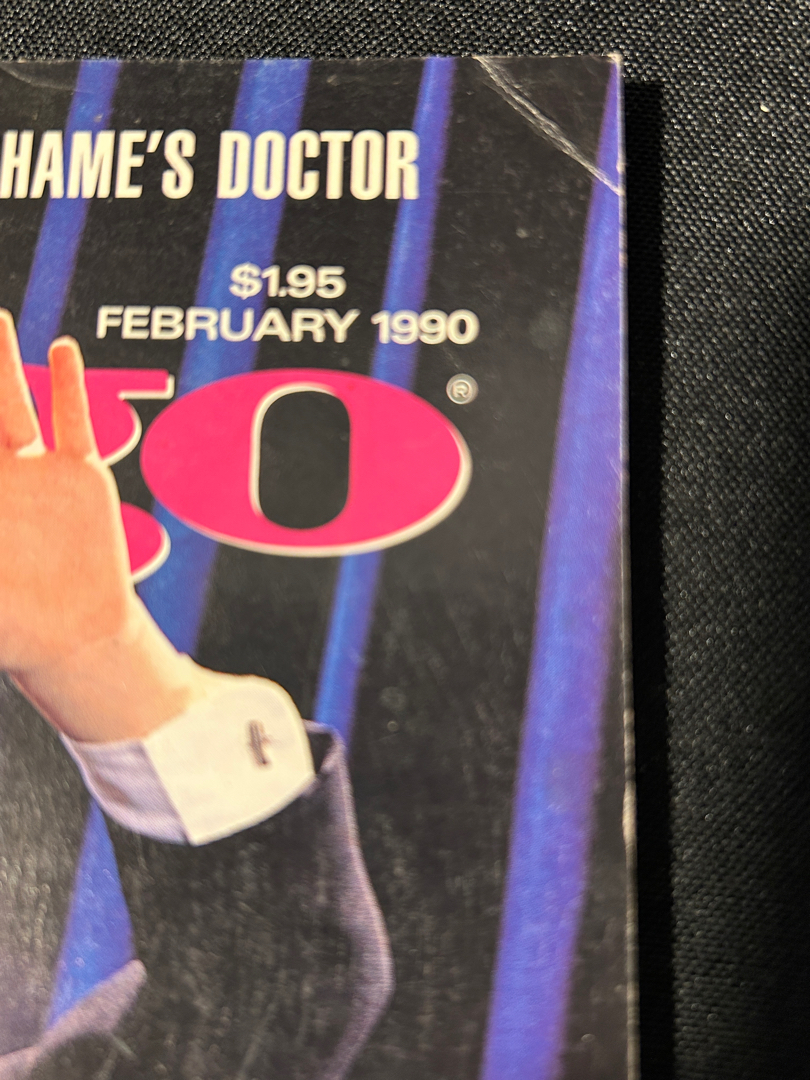 HAME'S DOCTOR
$1.95
FEBRUARY 1990
O®